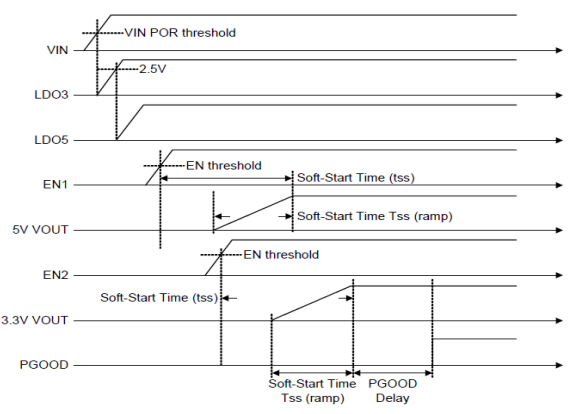 VIN POR threshold
VIN
2.5V
LDO3
LDO5
EN threshold
Soft-Start Time (tss)
EN1
Soft-Start Time Tss (ramp)
5V VOUT
EN threshold
EN2
Soft-Start Time (tss)
3.3V VOUT
PGOOD
Soft-Start Time
Tss (ramp)
PGOOD
Delay